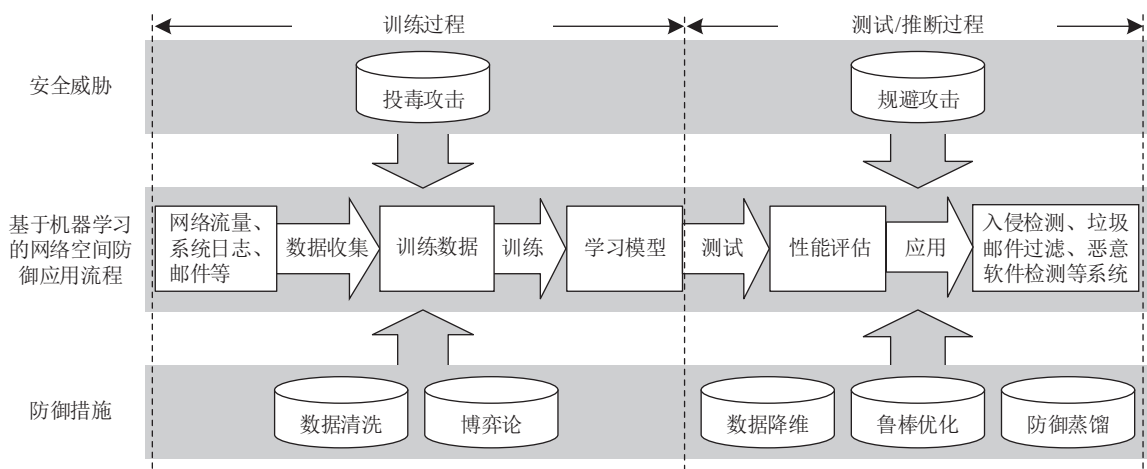 训练过程
测试/推断过程
安全威胁
投毒攻击
规避攻击
基于机器学习
的网络空间防
御应用流程
网络流量、
系统日志、
邮件等
数据收集
训练数据
训练
学习模型
测试
性能评估
应用
入侵检测、垃圾
邮件过滤、恶意
软件检测等系统
防御措施
数据清洗
博弈论
数据降维
鲁棒优化
防御蒸馏